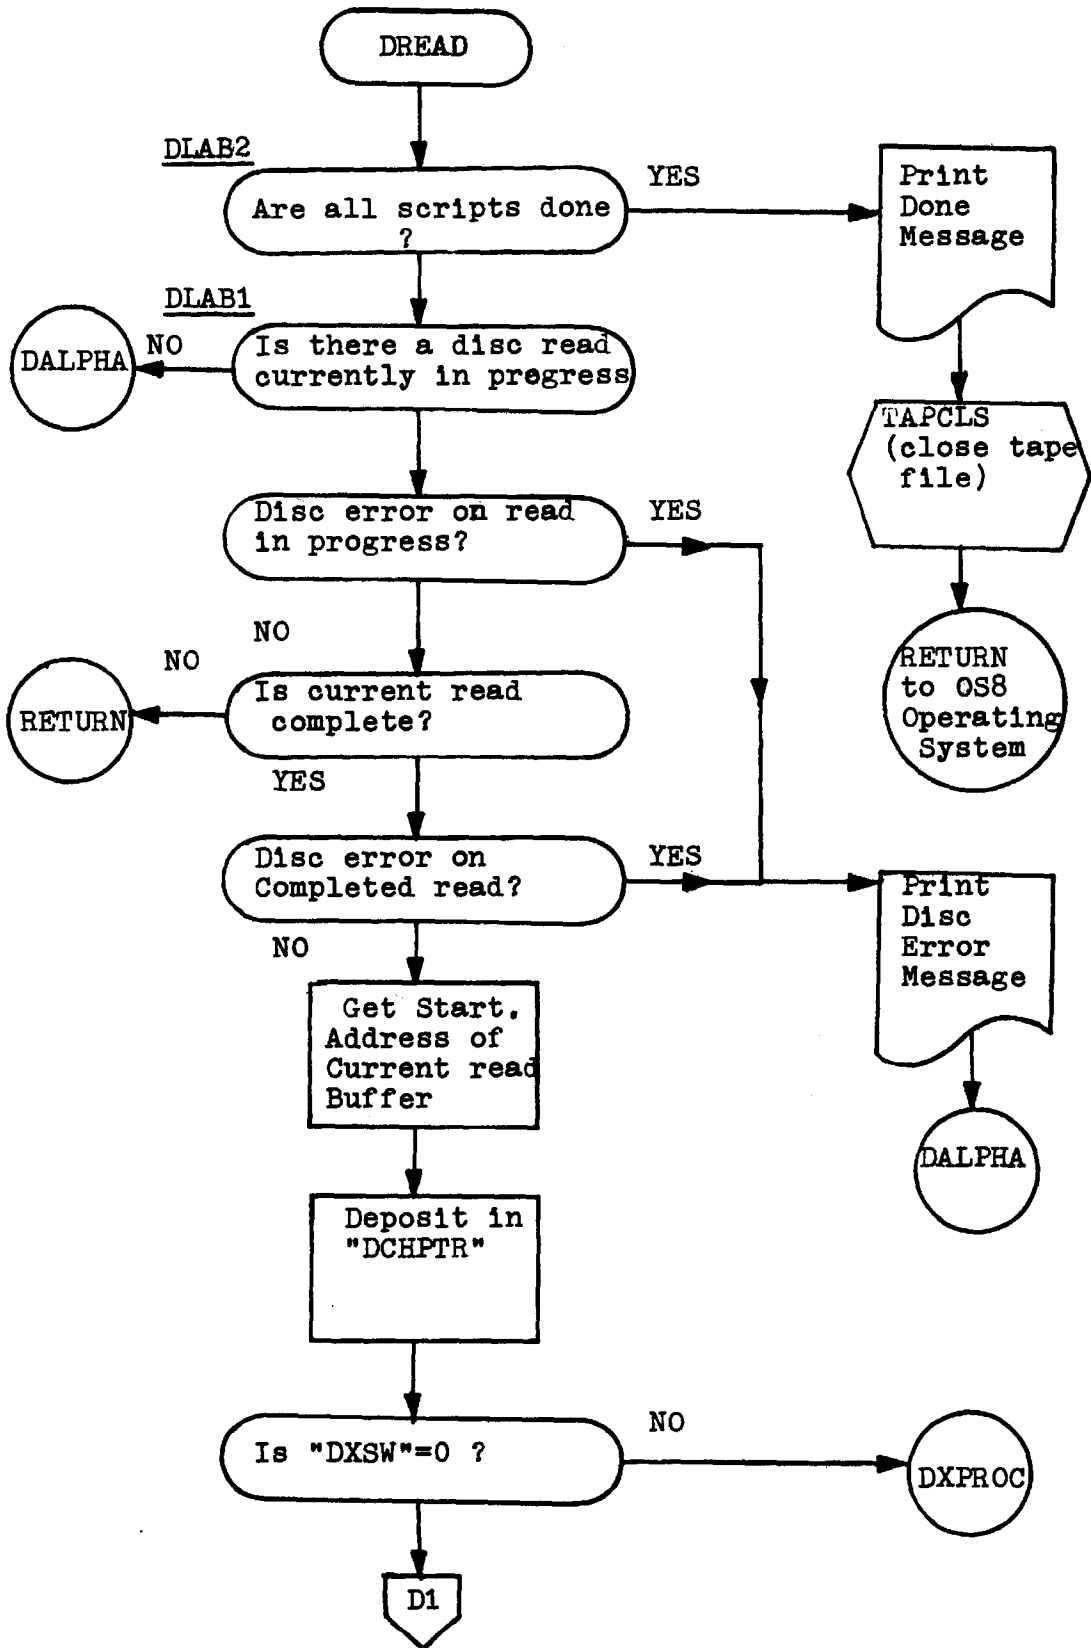 DREAD
DLAB2
Are all scripts done
?
YES
Print
Done
Message
DLAB1
Is there a disc read
currently in progress
NO
DALPHA
TAPCLS
(close tape
file)
Disc error on read
in progress?
YES
NO
RETURN
to OS8
Operating
System
Is current read
complete?
NO
RETURN
YES
Disc error on
Completed read?
YES
Print
Disc
Error
Message
NO
Get Start.
Address of
Current read
Buffer
DALPHA
Deposit in
"DCHPTR"
Is "DXSW"=0 ?
NO
DXPROC
D1